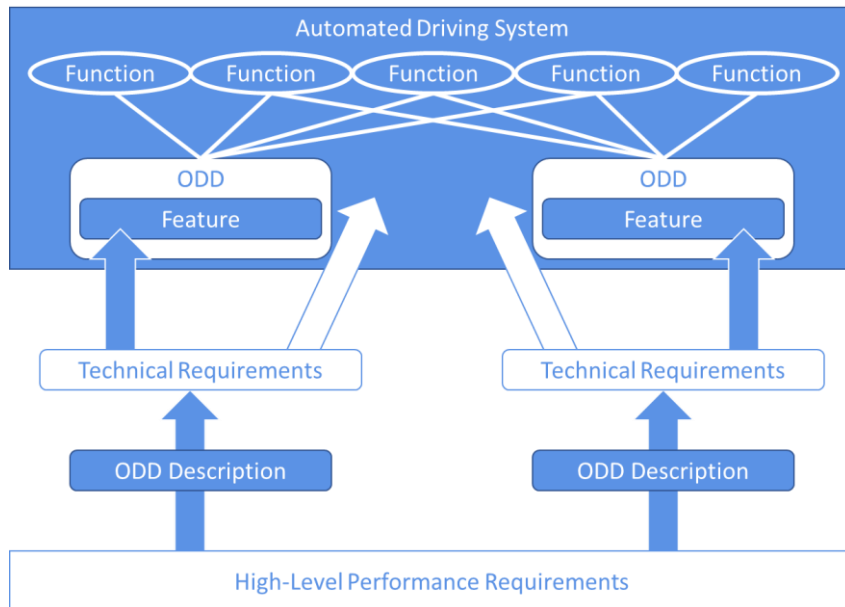 Automated Driving System
Function
Function
Function
Function
Function
ODD
ODD
Feature
Feature
Technical Requirements
Technical Requirements
ODD Description
ODD Description
High-Level Performance Requirements